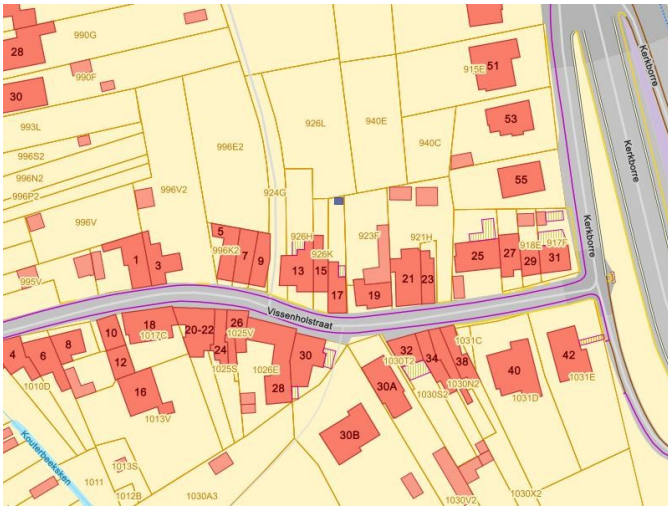 990G
28
990F
30
993L
996S2
996N2
996P2
996V
996V2
996E2
924G
926L
940E
940C
915E
51
53
55
Kerkborre
Kerkborre
Kerkborre
995V
1
3
5
996K2
7
9
926H
13
926K
15
17
923F
19
921H
21
23
25
27
918E
29
917F
31
Vissenholstraat
4
6
8
1010D
10
12
18
1017C
16
1013V
20-22
24
26
1025V
1025S
1026E
28
30
30A
30B
32
1030T2
34
1030S2
38
1031C
1030N2
40
1031D
42
1031E
Kouterbeeksken
1011
1013S
1012B
1030A3
1030V2
1030X2